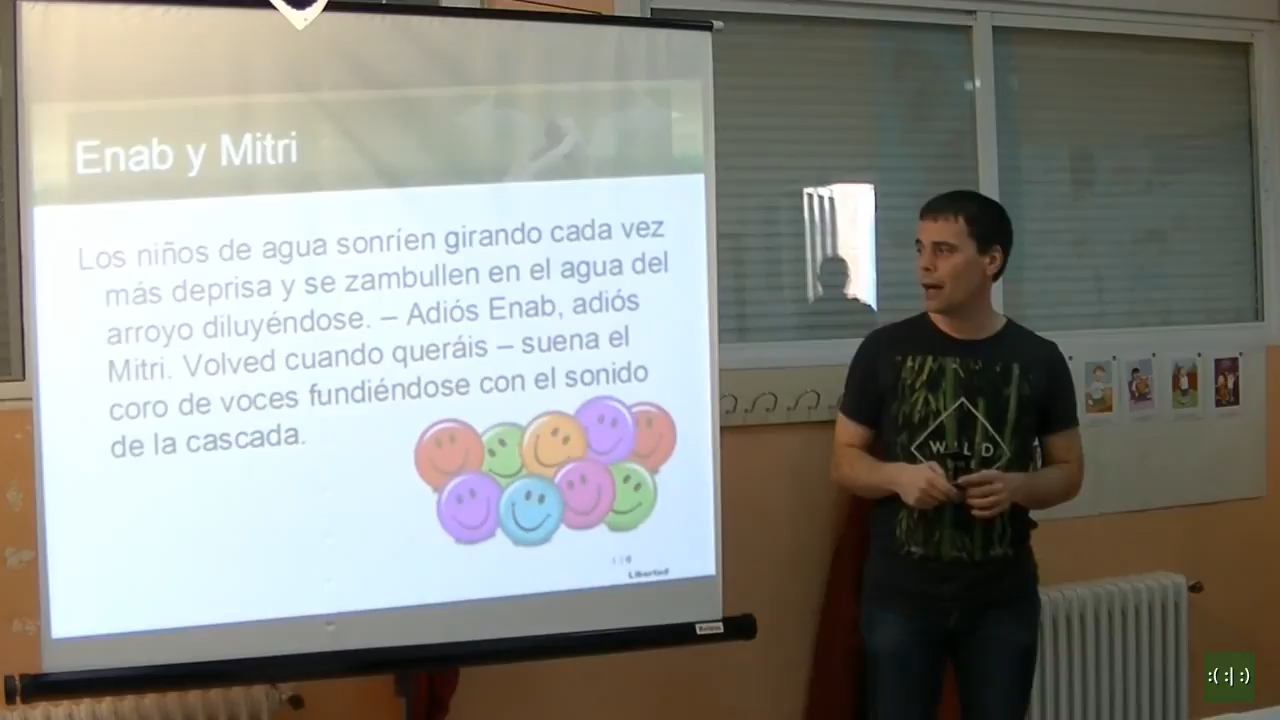 Enab y Mitri
Los niños de agua sonríen girando cada vez
más deprisa y se zambullen en el agua del
arroyo diluyéndose. – Adiós Enab, adiós
Mitri. Volved cuando queráis – suena el
coro de voces fundiéndose con el sonido
de la cascada.
Libertad
WILD
:( :| :)